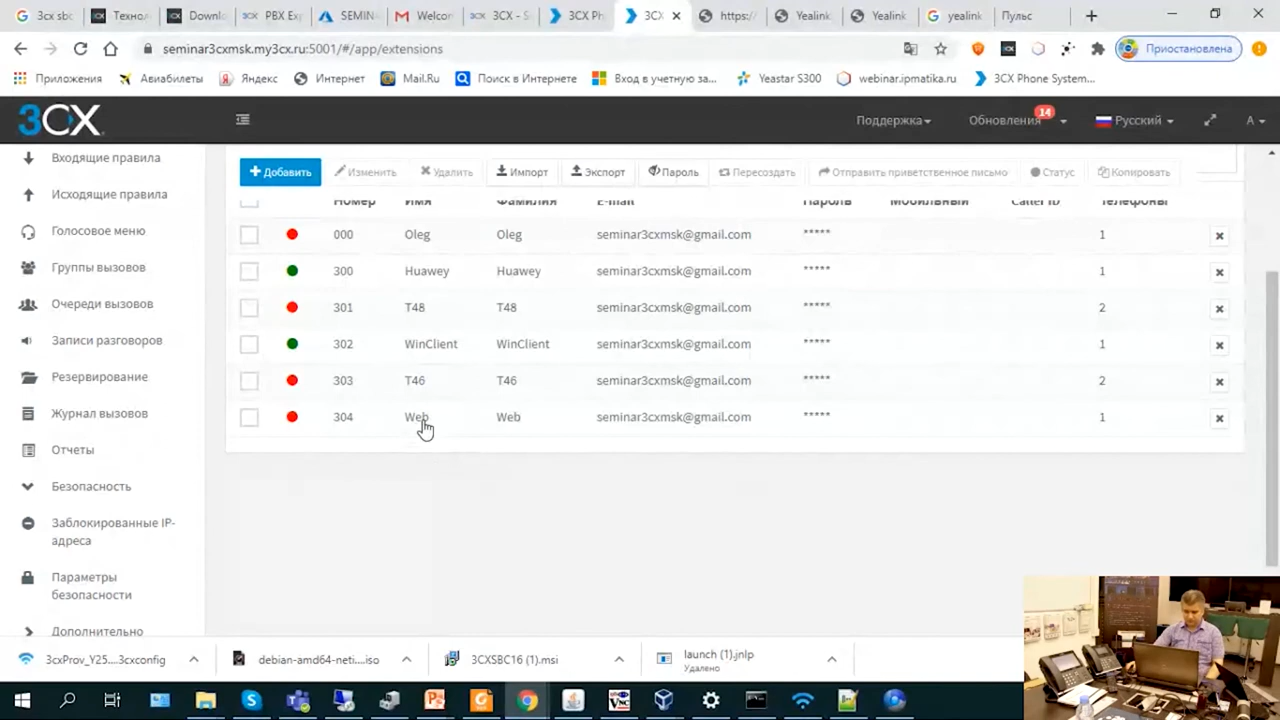 3cx sbc
Технол
Downlo
PBX Exp
SEMIN
Welcon
3CX - S
3CX Ph
3CX
https:/
Yealink
Yealink
yealink
Пульс
seminar3cxmsk.my3cx.ru:5001/#/app/extensions
Приостановлена
Приложения
Авиабилеты
Яндекс
Интернет
Mail.Ru
Поиск в Интернете
Вход в учетную за...
Yeastar S300
webinar.ipmatika.ru
3CX Phone System...
3CX
Поддержка
Обновления 14
Русский
A
Входящие правила
Исходящие правила
Голосовое меню
Группы вызовов
Очереди вызовов
Записи разговоров
Резервирование
Журнал вызовов
Отчеты
Безопасность
Заблокированные IP-
адреса
Параметры
безопасности
Дополнительно
+ Добавить
Изменить
Удалить
Импорт
Экспорт
Пароль
Пересоздать
Отправить приветственное письмо
Статус
Копировать
Номер Имя Фамилия E-mail Пароль Мобильный Caller ID Телефоны
000 Oleg Oleg seminar3cxmsk@gmail.com ***** 1
300 Huawey Huawey seminar3cxmsk@gmail.com ***** 1
301 T48 T48 seminar3cxmsk@gmail.com ***** 2
302 WinClient WinClient seminar3cxmsk@gmail.com ***** 1
303 T46 T46 seminar3cxmsk@gmail.com ***** 2
304 Web Web seminar3cxmsk@gmail.com ***** 1
3cxProv_Y25....3cxconfig
debian-amd64-neti....iso
3CXSBC16 (1).msi
launch (1).jnlp
Удалено